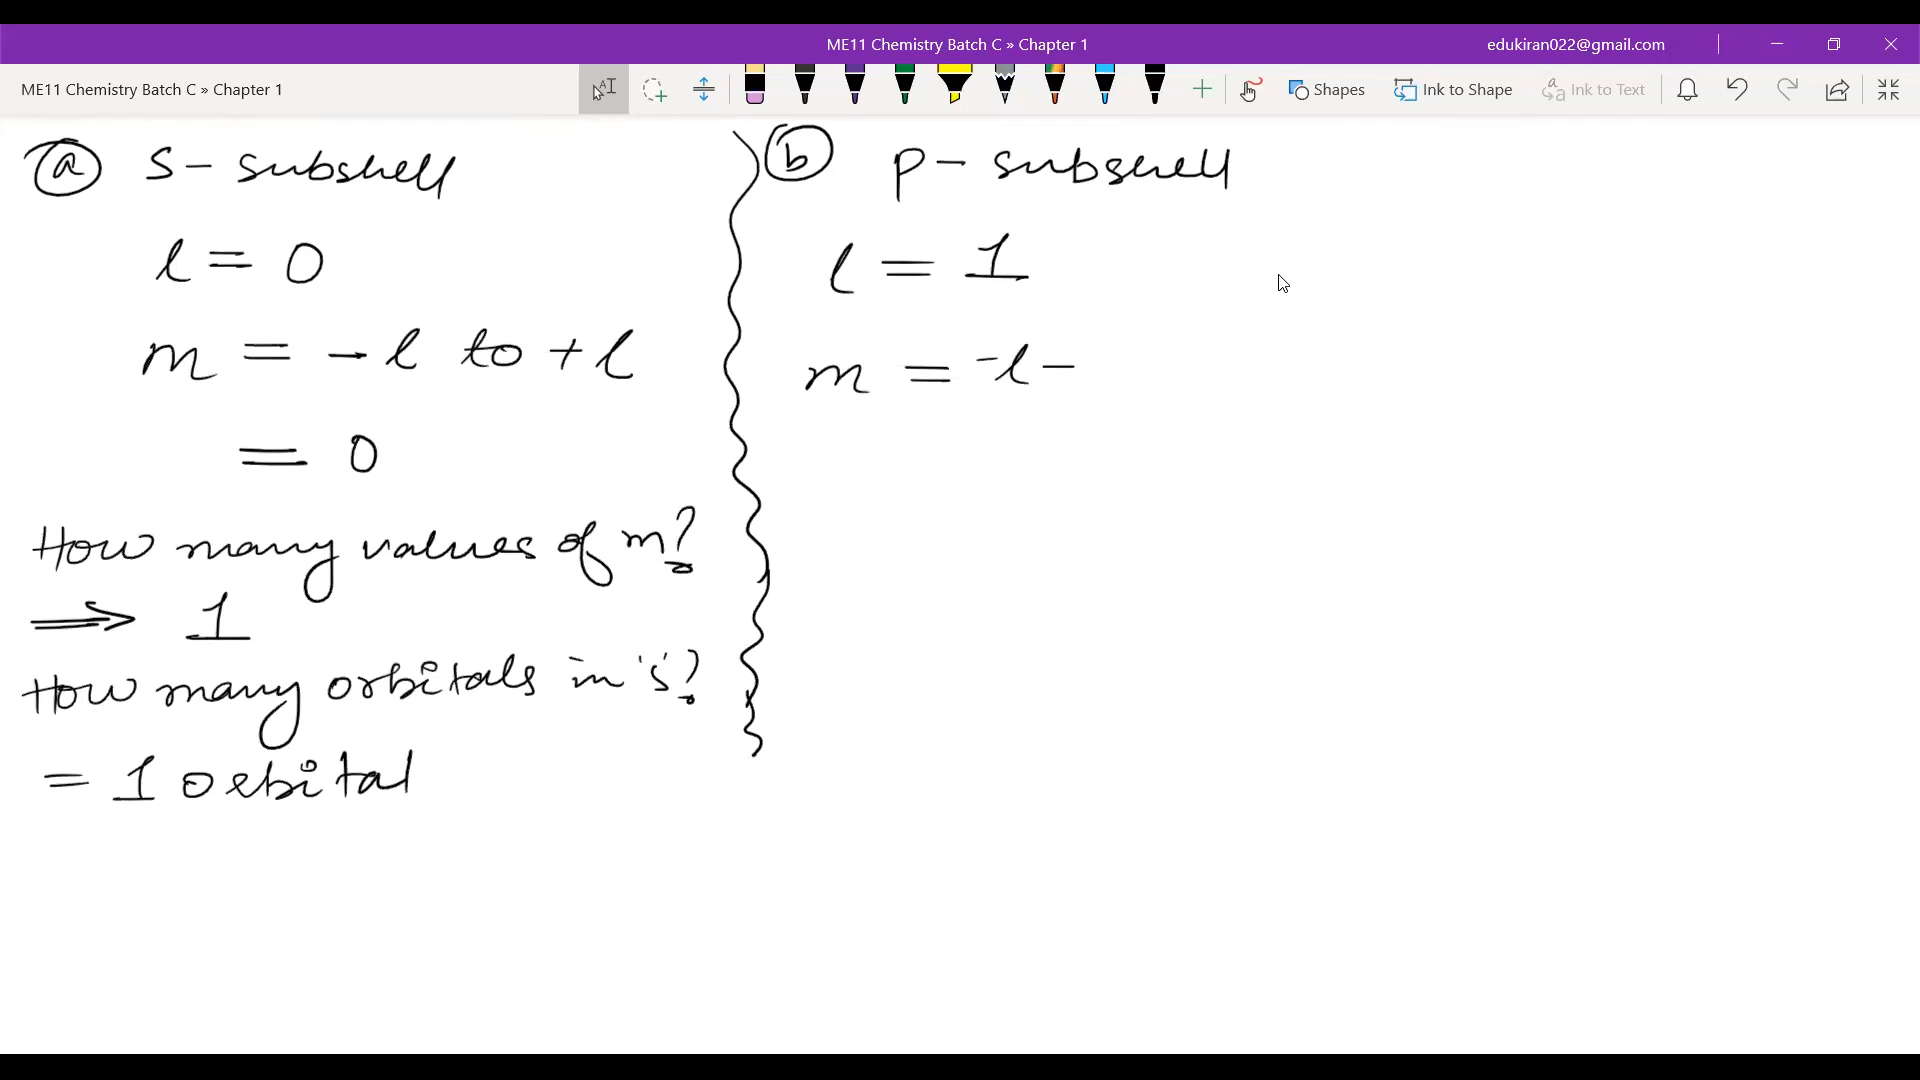 ME11 Chemistry Batch C » Chapter 1
edukiran022@gmail.com
ME11 Chemistry Batch C » Chapter 1
Shapes
Ink to Shape
Ink to Text
(a) s - subshell
l = 0
m = - l to + l
= 0
How many values of m?
⟹ 1
How many orbitals in 's'?
= 1 orbital
(b) p - subshell
l = 1
m = -l -